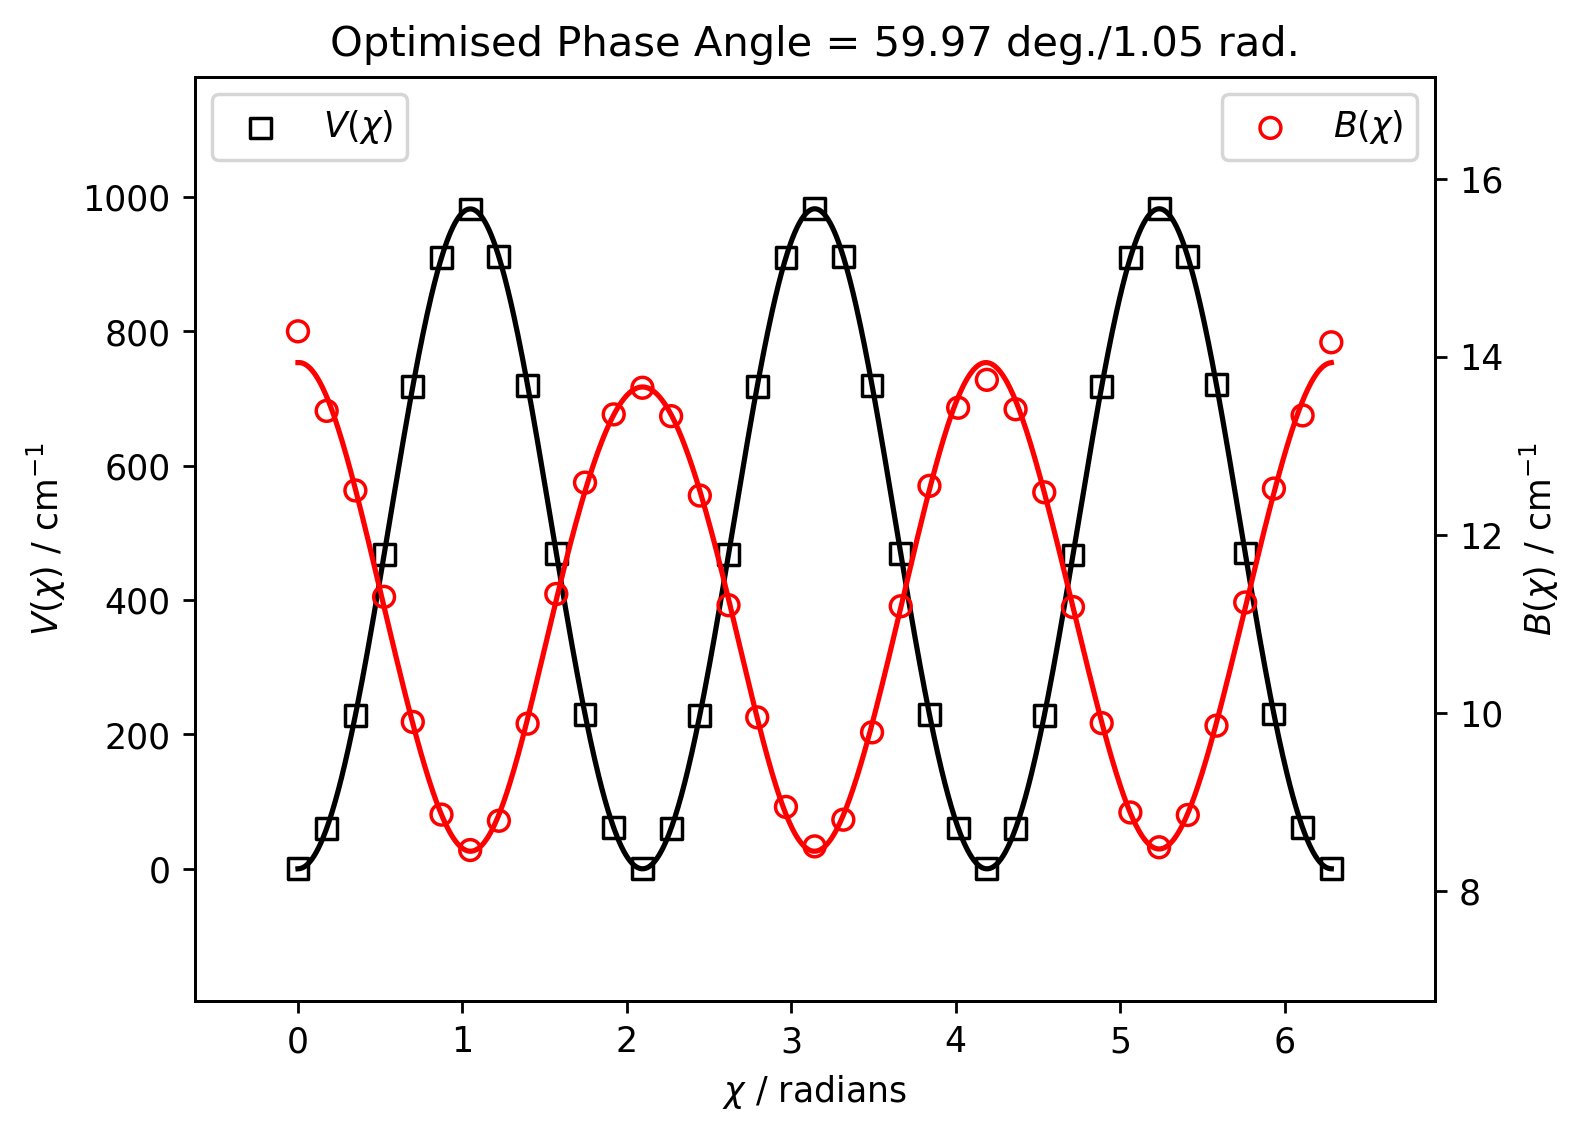 Optimised Phase Angle = 59.97 deg./1.05 rad.
V(χ)
B(χ)
1000
800
600
400
200
0
V(χ) / cm⁻¹
16
14
12
10
8
B(χ) / cm⁻¹
0 1 2 3 4 5 6
χ / radians